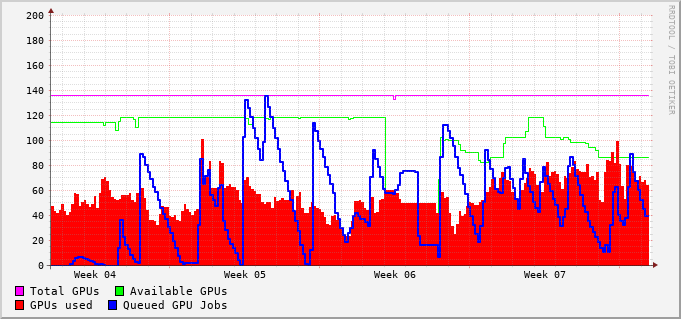 RRDTOOL / TOBI OETIKER
200
180
160
140
120
100
80
60
40
20
0
Week 04 Week 05 Week 06 Week 07
Total GPUs Available GPUs
GPUs used Queued GPU Jobs